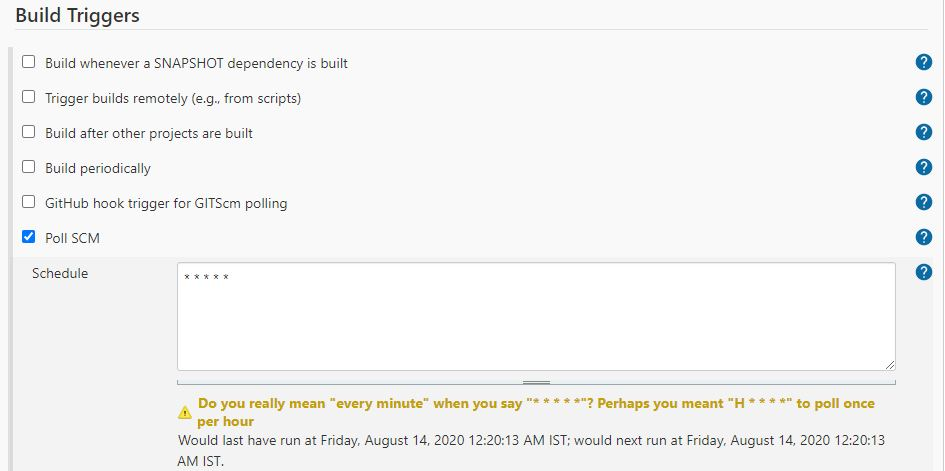 Build Triggers
Build whenever a SNAPSHOT dependency is built
Trigger builds remotely (e.g., from scripts)
Build after other projects are built
Build periodically
GitHub hook trigger for GITScm polling
Poll SCM
Schedule
* * * * *
Do you really mean "every minute" when you say "* * * * *"? Perhaps you meant "H * * * *" to poll once
per hour
Would last have run at Friday, August 14, 2020 12:20:13 AM IST; would next run at Friday, August 14, 2020 12:20:13
AM IST.